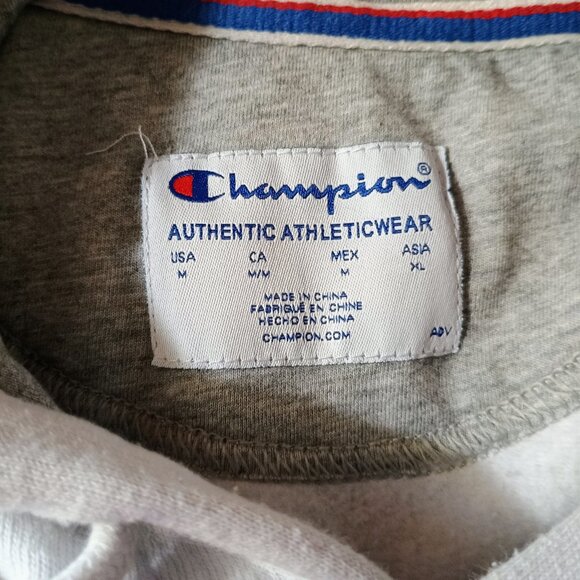 Champion®
AUTHENTIC ATHLETICWEAR
USA CA MEX ASIA
M M/M M XL
MADE IN CHINA
FABRIQUÉ EN CHINE
HECHO EN CHINA
CHAMPION.COM
ADV